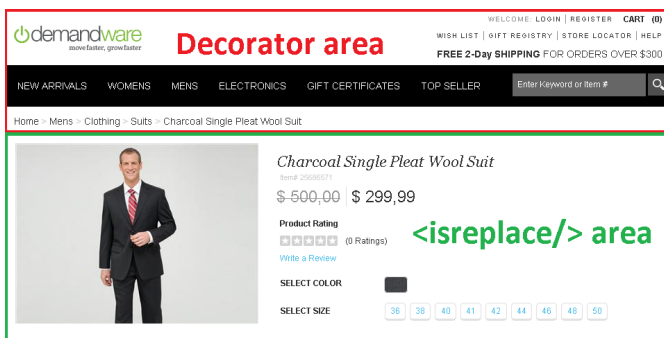 WELCOME: LOGIN | REGISTER CART (0)
demandware
move faster, grow faster
Decorator area
WISH LIST | GIFT REGISTRY | STORE LOCATOR | HELP
FREE 2-Day SHIPPING FOR ORDERS OVER $300
NEW ARRIVALS WOMENS MENS ELECTRONICS GIFT CERTIFICATES TOP SELLER Enter Keyword or Item #
Home > Mens > Clothing > Suits > Charcoal Single Pleat Wool Suit
Charcoal Single Pleat Wool Suit
Item# 25686571
$ 500,00 $ 299,99
Product Rating
(0 Ratings)
<isreplace/> area
Write a Review
SELECT COLOR
SELECT SIZE 36 38 40 41 42 44 46 48 50